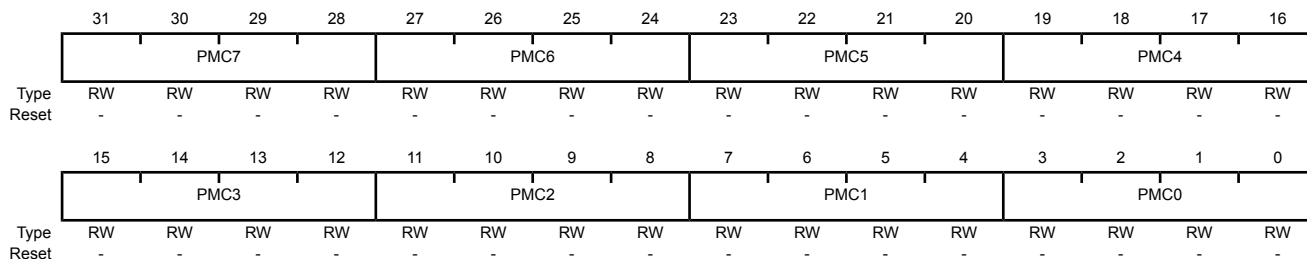 31 30 29 28 27 26 25 24 23 22 21 20 19 18 17 16
PMC7 PMC6 PMC5 PMC4
Type RW RW RW RW RW RW RW RW RW RW RW RW RW RW RW RW
Reset - - - - - - - - - - - - - - - -
15 14 13 12 11 10 9 8 7 6 5 4 3 2 1 0
PMC3 PMC2 PMC1 PMC0
Type RW RW RW RW RW RW RW RW RW RW RW RW RW RW RW RW
Reset - - - - - - - - - - - - - - - -